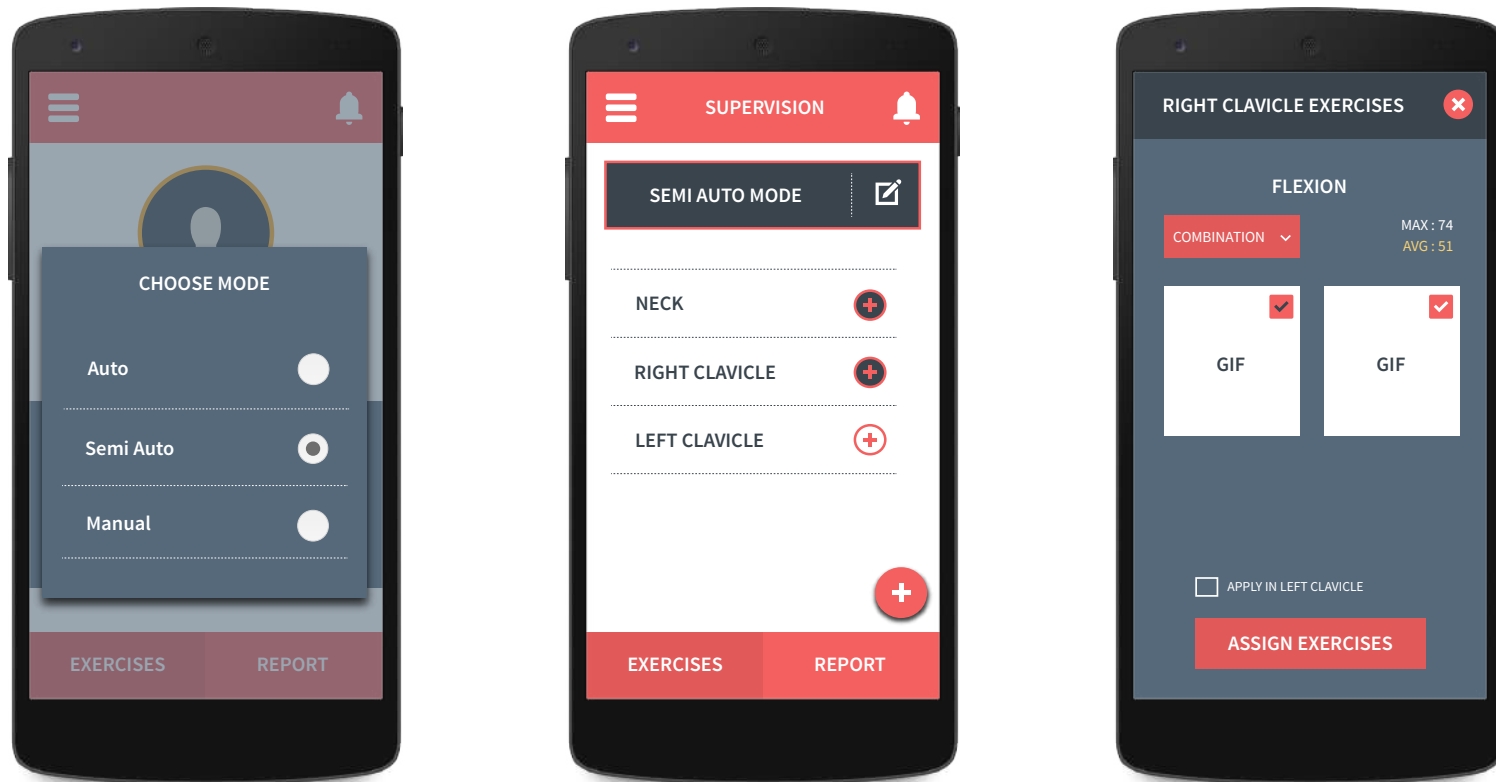 CHOOSE MODE
Auto
Semi Auto
Manual
EXERCISES REPORT
SUPERVISION
SEMI AUTO MODE
NECK
RIGHT CLAVICLE
LEFT CLAVICLE
EXERCISES REPORT
RIGHT CLAVICLE EXERCISES
FLEXION
COMBINATION
MAX : 74
AVG : 51
GIF GIF
APPLY IN LEFT CLAVICLE
ASSIGN EXERCISES